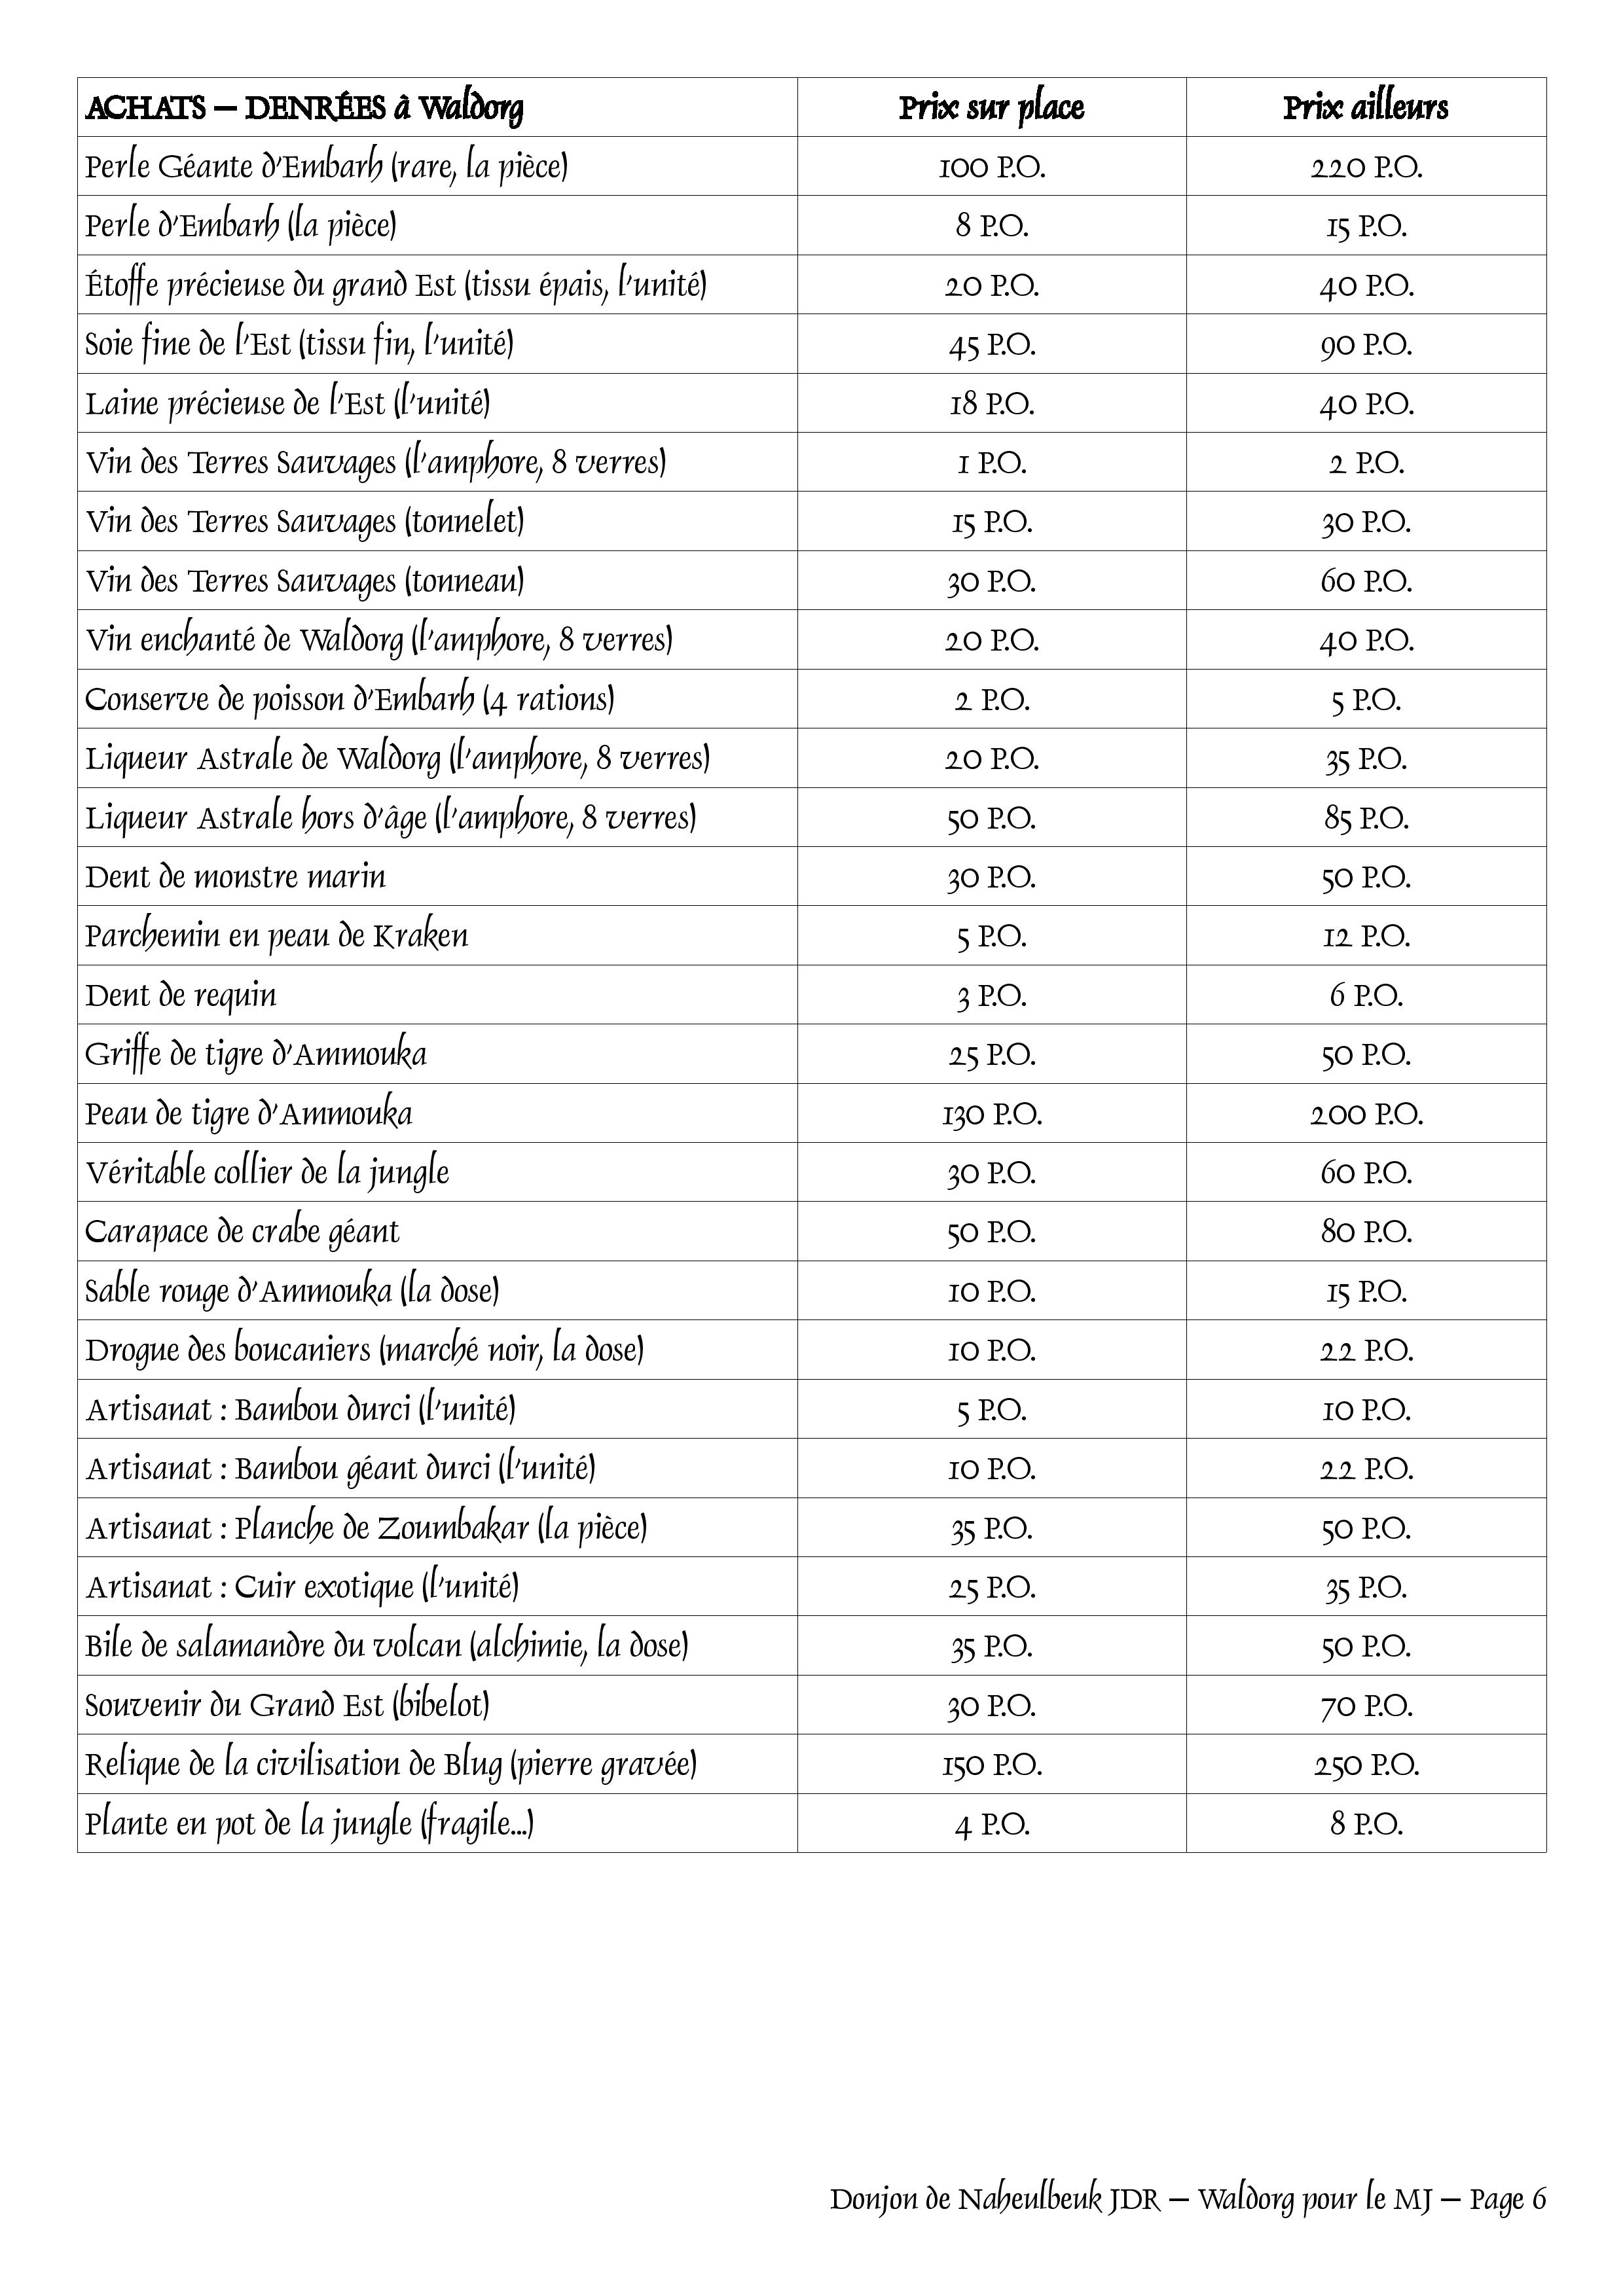 ACHATS — DENRÉES à Waldorg Prix sur place Prix ailleurs
Perle Géante d'Embarh (rare, la pièce) 100 P.O. 220 P.O.
Perle d'Embarh (la pièce) 8 P.O. 15 P.O.
Étoffe précieuse du grand Est (tissu épais, l'unité) 20 P.O. 40 P.O.
Soie fine de l'Est (tissu fin, l'unité) 45 P.O. 90 P.O.
Laine précieuse de l'Est (l'unité) 18 P.O. 40 P.O.
Vin des Terres Sauvages (l'amphore, 8 verres) 1 P.O. 2 P.O.
Vin des Terres Sauvages (tonnelet) 15 P.O. 30 P.O.
Vin des Terres Sauvages (tonneau) 30 P.O. 60 P.O.
Vin enchanté de Waldorg (l'amphore, 8 verres) 20 P.O. 40 P.O.
Conserve de poisson d'Embarh (4 rations) 2 P.O. 5 P.O.
Liqueur Astrale de Waldorg (l'amphore, 8 verres) 20 P.O. 35 P.O.
Liqueur Astrale hors d'âge (l'amphore, 8 verres) 50 P.O. 85 P.O.
Dent de monstre marin 30 P.O. 50 P.O.
Parchemin en peau de Kraken 5 P.O. 12 P.O.
Dent de requin 3 P.O. 6 P.O.
Griffe de tigre d'Ammouka 25 P.O. 50 P.O.
Peau de tigre d'Ammouka 130 P.O. 200 P.O.
Véritable collier de la jungle 30 P.O. 60 P.O.
Carapace de crabe géant 50 P.O. 80 P.O.
Sable rouge d'Ammouka (la dose) 10 P.O. 15 P.O.
Drogue des boucaniers (marché noir, la dose) 10 P.O. 22 P.O.
Artisanat : Bambou durci (l'unité) 5 P.O. 10 P.O.
Artisanat : Bambou géant durci (l'unité) 10 P.O. 22 P.O.
Artisanat : Planche de Zoumbakar (la pièce) 35 P.O. 50 P.O.
Artisanat : Cuir exotique (l'unité) 25 P.O. 35 P.O.
Bile de salamandre du volcan (alchimie, la dose) 35 P.O. 50 P.O.
Souvenir du Grand Est (bibelot) 30 P.O. 70 P.O.
Relique de la civilisation de Blug (pierre gravée) 150 P.O. 250 P.O.
Plante en pot de la jungle (fragile...) 4 P.O. 8 P.O.
Donjon de Naheulbeuk JDR — Waldorg pour le MJ — Page 6